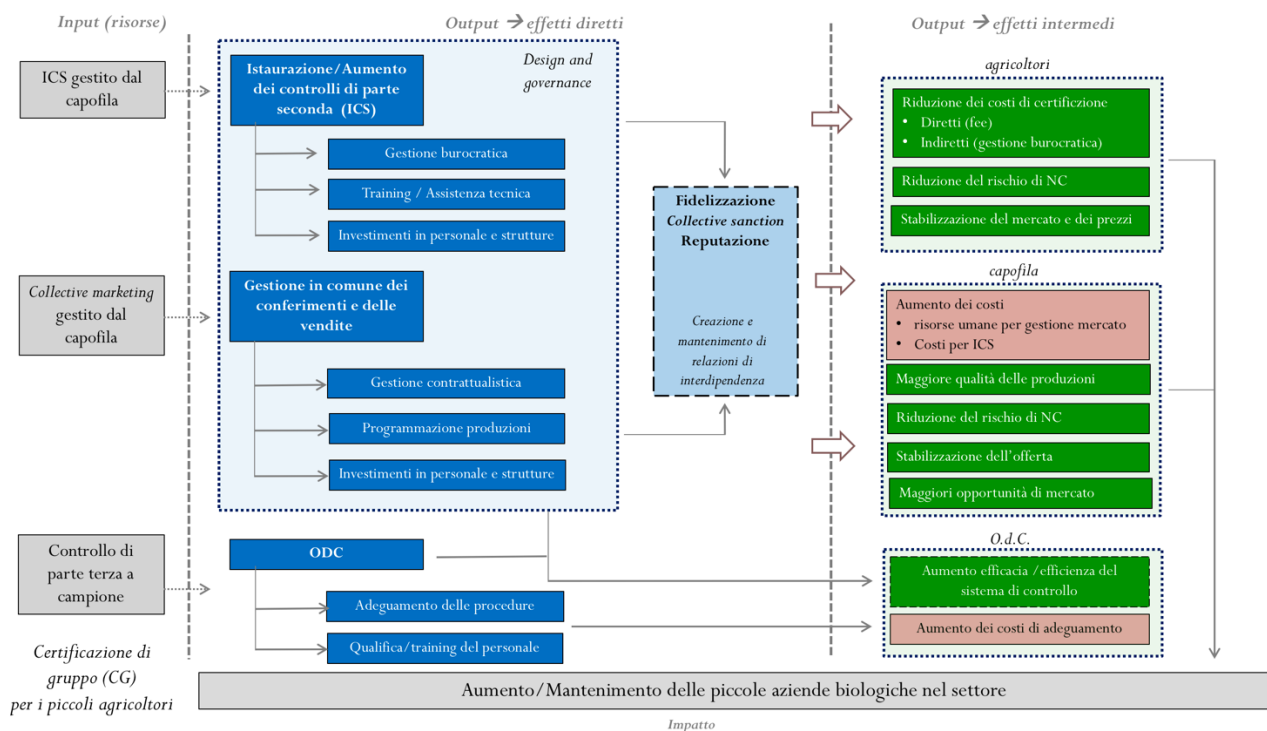 Input (risorse)
Output → effetti diretti
Output → effetti intermedi
ICS gestito dal
capofila
Collective marketing
gestito dal
capofila
Controllo di
parte terza a
campione
Certificazione di
gruppo (CG)
per i piccoli agricoltori
Design and
governance
Istaurazione/Aumento
dei controlli di parte
seconda (ICS)
Gestione burocratica
Training / Assistenza tecnica
Investimenti in personale e strutture
Gestione in comune dei
conferimenti e delle
vendite
Gestione contrattualistica
Programmazione produzioni
Investimenti in personale e strutture
ODC
Adeguamento delle procedure
Qualifica/training del personale
Fidelizzazione
Collective sanction
Reputazione
Creazione e
mantenimento di
relazioni di
interdipendenza
agricoltori
Riduzione dei costi di certificzione
• Diretti (fee)
• Indiretti (gestione burocratica)
Riduzione del rischio di NC
Stabilizzazione del mercato e dei prezzi
capofila
Aumento dei costi
• risorse umane per gestione mercato
• Costi per ICS
Maggiore qualità delle produzioni
Riduzione del rischio di NC
Stabilizzazione dell'offerta
Maggiori opportunità di mercato
O.d.C.
Aumento efficacia /efficienza del
sistema di controllo
Aumento dei costi di adeguamento
Aumento/Mantenimento delle piccole aziende biologiche nel settore
Impatto